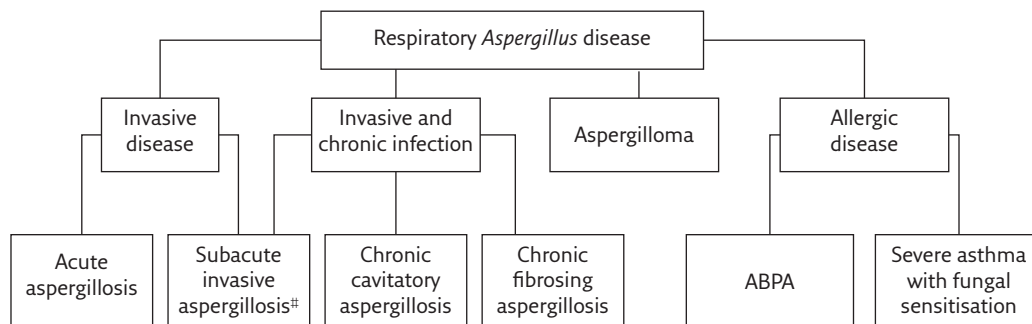 Respiratory Aspergillus disease
Invasive
disease
Invasive and
chronic infection
Aspergilloma
Allergic
disease
Acute
aspergillosis
Subacute
invasive
aspergillosis#
Chronic
cavitatory
aspergillosis
Chronic
fibrosing
aspergillosis
ABPA
Severe asthma
with fungal
sensitisation